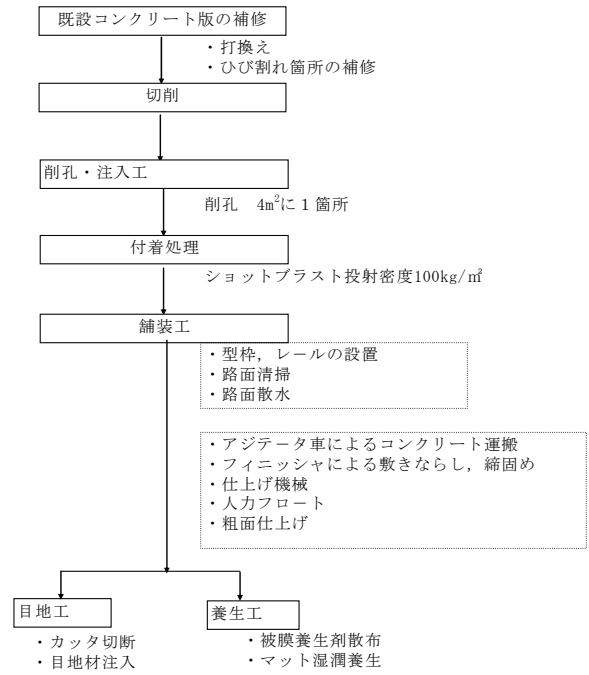 既設コンクリート版の補修
・打換え
・ひび割れ箇所の補修
切削
削孔・注入工
削孔　4m²に１箇所
付着処理
ショットブラスト投射密度100kg/㎡
舗装工
・型枠，レールの設置
・路面清掃
・路面散水
・アジテータ車によるコンクリート運搬
・フィニッシャによる敷きならし，締固め
・仕上げ機械
・人力フロート
・粗面仕上げ
目地工
・カッタ切断
・目地材注入
養生工
・被膜養生剤散布
・マット湿潤養生